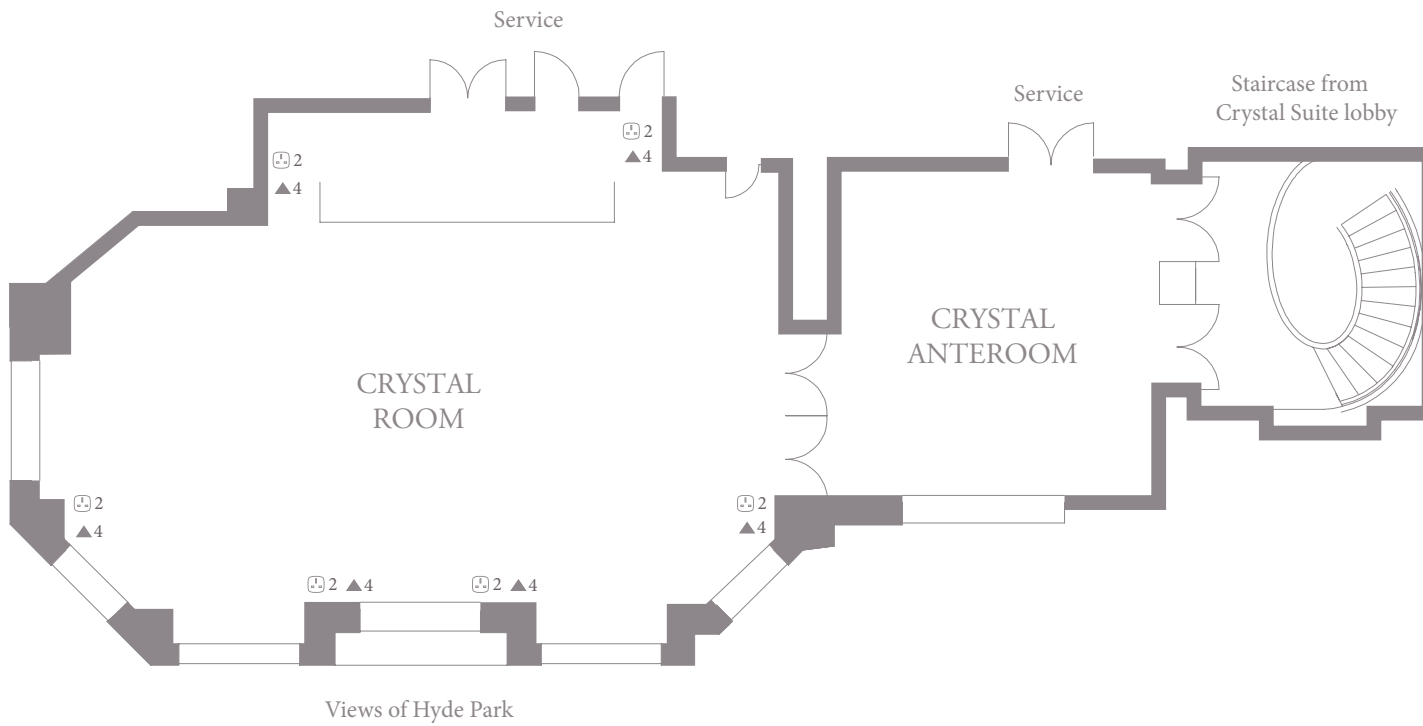 Service
Service
Staircase from
Crystal Suite lobby
2
4
2
4
CRYSTAL
ROOM
CRYSTAL
ANTEROOM
2
4
2
4
2 4
2 4
Views of Hyde Park